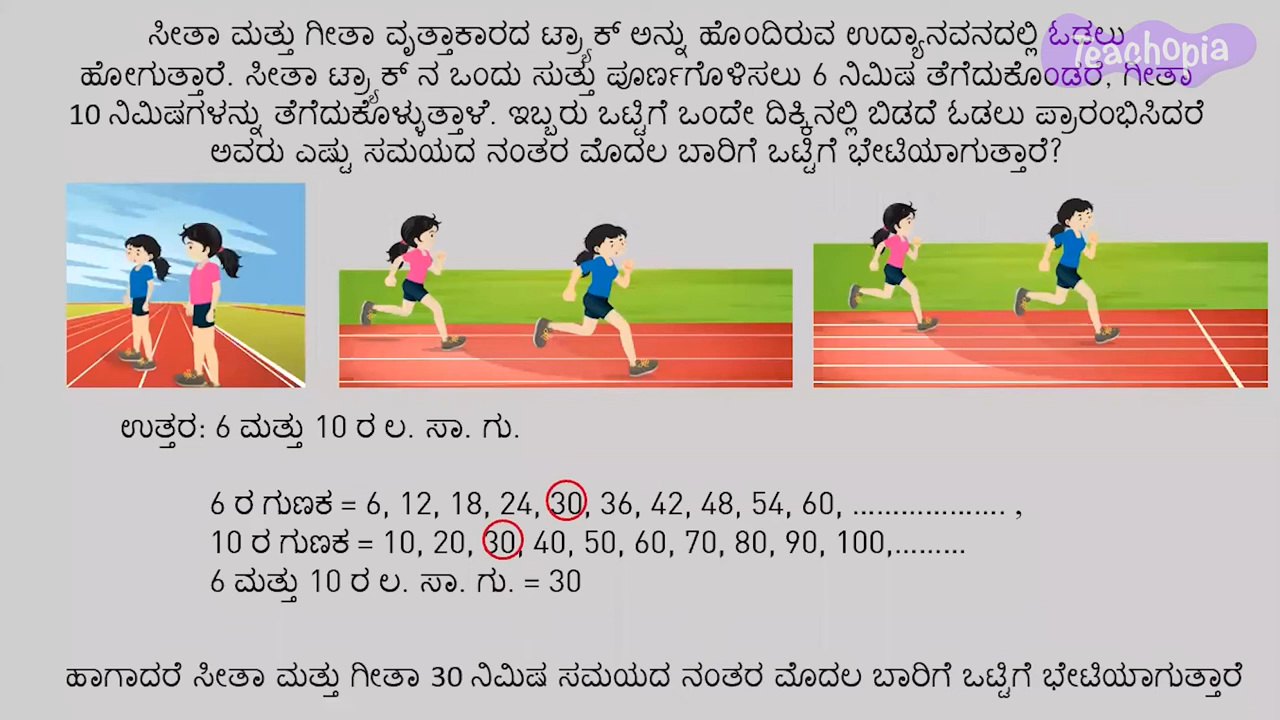 ಸೀತಾ ಮತ್ತು ಗೀತಾ ವೃತ್ತಾಕಾರದ ಟ್ರ್ಯಾಕ್ ಅನ್ನು ಹೊಂದಿರುವ ಉದ್ಯಾನವನದಲ್ಲಿ ಓಡಲು
Teachopia
ಹೋಗುತ್ತಾರೆ. ಸೀತಾ ಟ್ರ್ಯಾಕ್ ನ ಒಂದು ಸುತ್ತು ಪೂರ್ಣಗೊಳಿಸಲು 6 ನಿಮಿಷ ತೆಗೆದುಕೊಂಡರೆ, ಗೀತಾ
10 ನಿಮಿಷಗಳನ್ನು ತೆಗೆದುಕೊಳ್ಳುತ್ತಾಳೆ. ಇಬ್ಬರು ಒಟ್ಟಿಗೆ ಒಂದೇ ದಿಕ್ಕಿನಲ್ಲಿ ಬಿಡದೆ ಓಡಲು ಪ್ರಾರಂಭಿಸಿದರೆ
ಅವರು ಎಷ್ಟು ಸಮಯದ ನಂತರ ಮೊದಲ ಬಾರಿಗೆ ಒಟ್ಟಿಗೆ ಭೇಟಿಯಾಗುತ್ತಾರೆ?
ಉತ್ತರ: 6 ಮತ್ತು 10 ರ ಲ. ಸಾ. ಗು.
6 ರ ಗುಣಕ = 6, 12, 18, 24, 30, 36, 42, 48, 54, 60, ................... ,
10 ರ ಗುಣಕ = 10, 20, 30, 40, 50, 60, 70, 80, 90, 100,.........
6 ಮತ್ತು 10 ರ ಲ. ಸಾ. ಗು. = 30
ಹಾಗಾದರೆ ಸೀತಾ ಮತ್ತು ಗೀತಾ 30 ನಿಮಿಷ ಸಮಯದ ನಂತರ ಮೊದಲ ಬಾರಿಗೆ ಒಟ್ಟಿಗೆ ಭೇಟಿಯಾಗುತ್ತಾರೆ